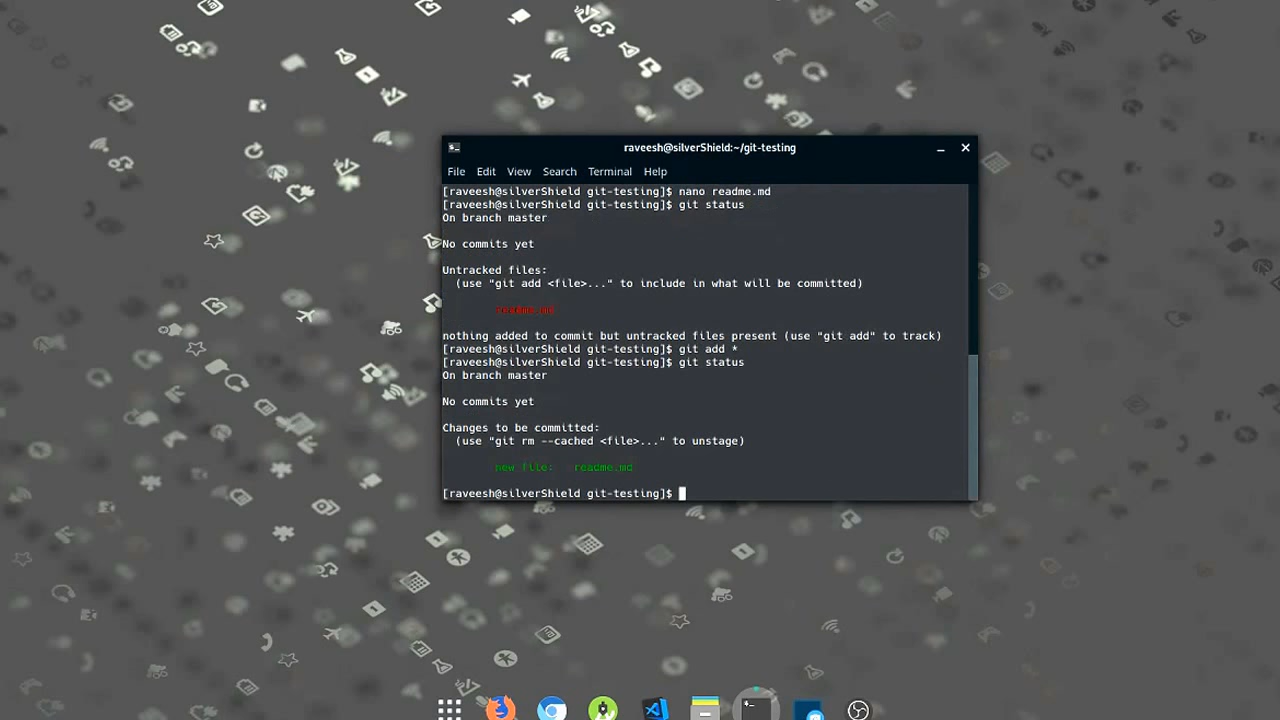 raveesh@silverShield:~/git-testing
File Edit View Search Terminal Help
[raveesh@silverShield git-testing]$ nano readme.md
[raveesh@silverShield git-testing]$ git status
On branch master
No commits yet
Untracked files:
(use "git add <file>..." to include in what will be committed)
readme.md
nothing added to commit but untracked files present (use "git add" to track)
[raveesh@silverShield git-testing]$ git add *
[raveesh@silverShield git-testing]$ git status
On branch master
No commits yet
Changes to be committed:
(use "git rm --cached <file>..." to unstage)
new file: readme.md
[raveesh@silverShield git-testing]$